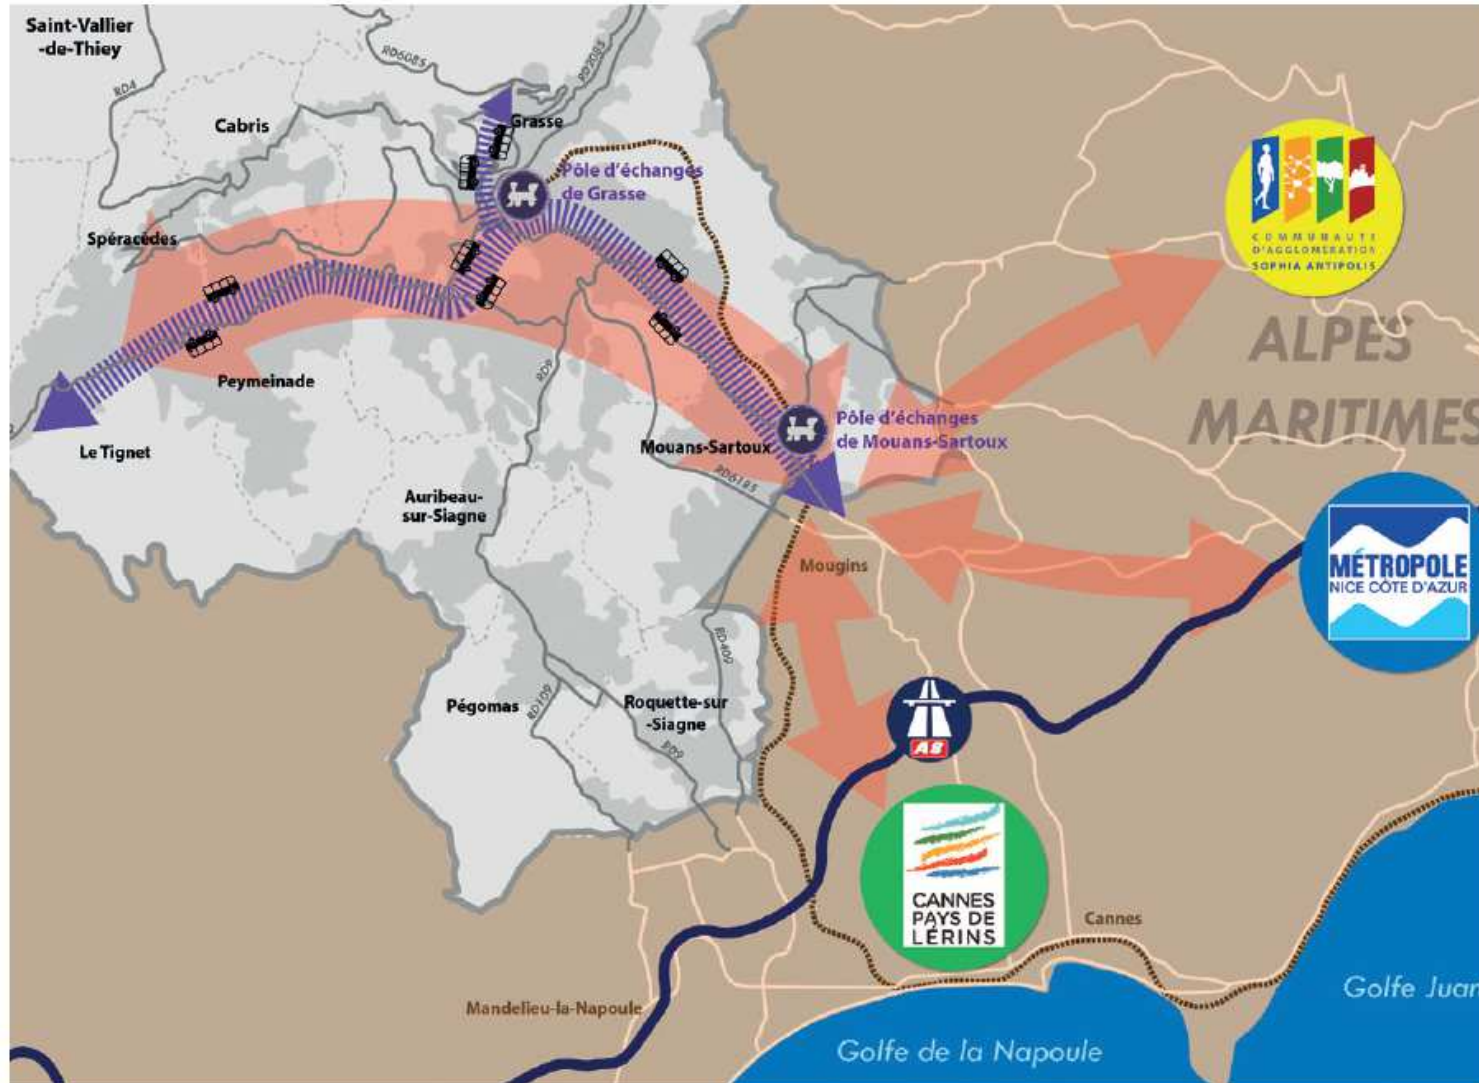 Saint-Vallier
-de-Thiey
RD6085
RD2085
RD4
Cabris
Grasse
Pôle d'échanges
de Grasse
COMMUNAUTÉ
D'AGGLOMÉRATION
SOPHIA ANTIPOLIS
Spéracèdes
ALPES
MARITIMES
Peymeinade
RD9
Pôle d'échanges
de Mouans-Sartoux
Le Tignet
Mouans-Sartoux
RD6185
Auribeau-
sur-Siagne
Mougins
MÉTROPOLE
NICE CÔTE D'AZUR
RD409
Pégomas
RD109
Roquette-sur
-Siagne
RD9
A8
CANNES
PAYS DE
LÉRINS
Cannes
Mandelieu-la-Napoule
Golfe Juan
Golfe de la Napoule